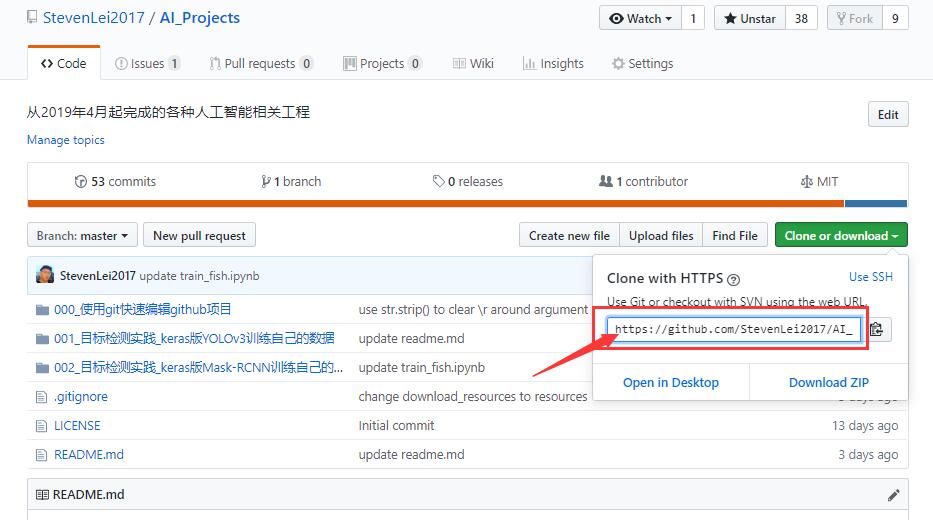 StevenLei2017 / AI_Projects
Watch 1 Unstar 38 Fork 9
Code Issues 1 Pull requests 0 Projects 0 Wiki Insights Settings
从2019年4月起完成的各种人工智能相关工程
Edit
Manage topics
53 commits 1 branch 0 releases 1 contributor MIT
Branch: master New pull request Create new file Upload files Find File Clone or download
StevenLei2017 update train_fish.ipynb
Clone with HTTPS Use SSH
Use Git or checkout with SVN using the web URL.
https://github.com/StevenLei2017/AI_
Open in Desktop Download ZIP
000_使用git快速编辑github项目 use str.strip() to clear \r around argument
001_目标检测实践_keras版YOLOv3训练自己的数据 update readme.md
002_目标检测实践_keras版Mask-RCNN训练自己的... update train_fish.ipynb
.gitignore change download_resources to resources days ago
LICENSE Initial commit 13 days ago
README.md update readme.md 3 days ago
README.md